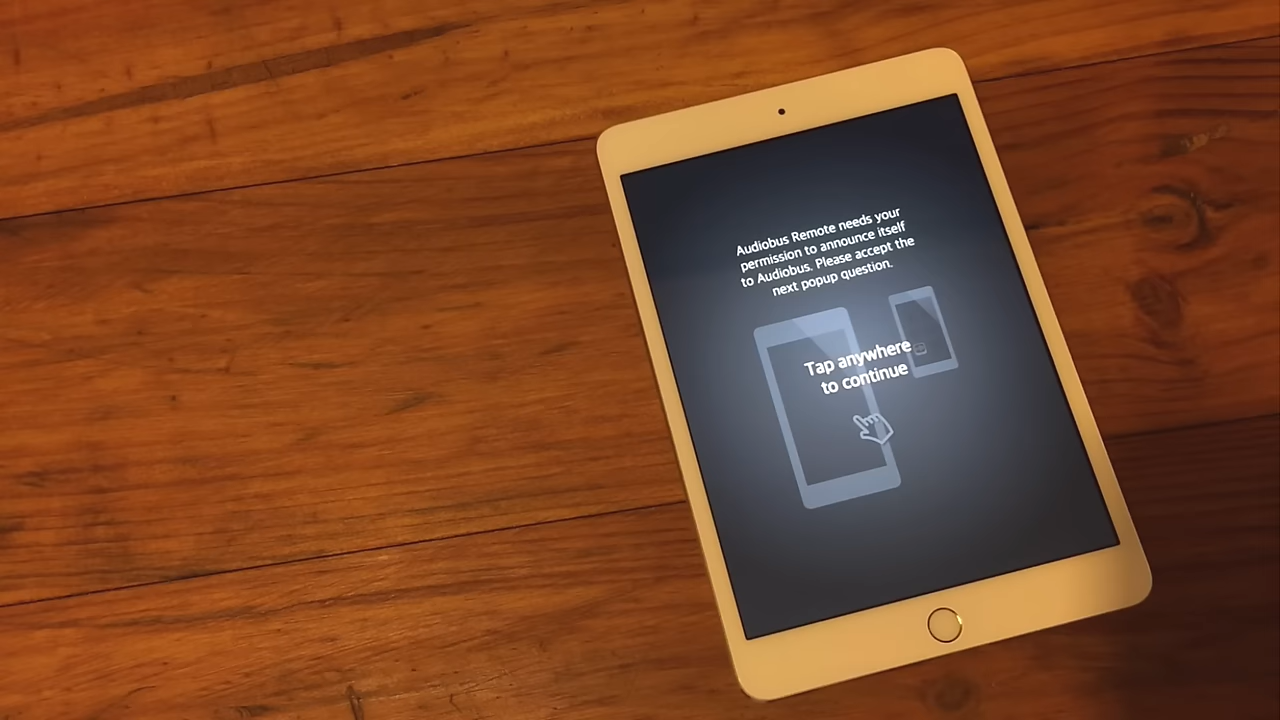 Audiobus Remote needs your
permission to announce itself
to Audiobus. Please accept the
next popup question.
Tap anywhere
to continue